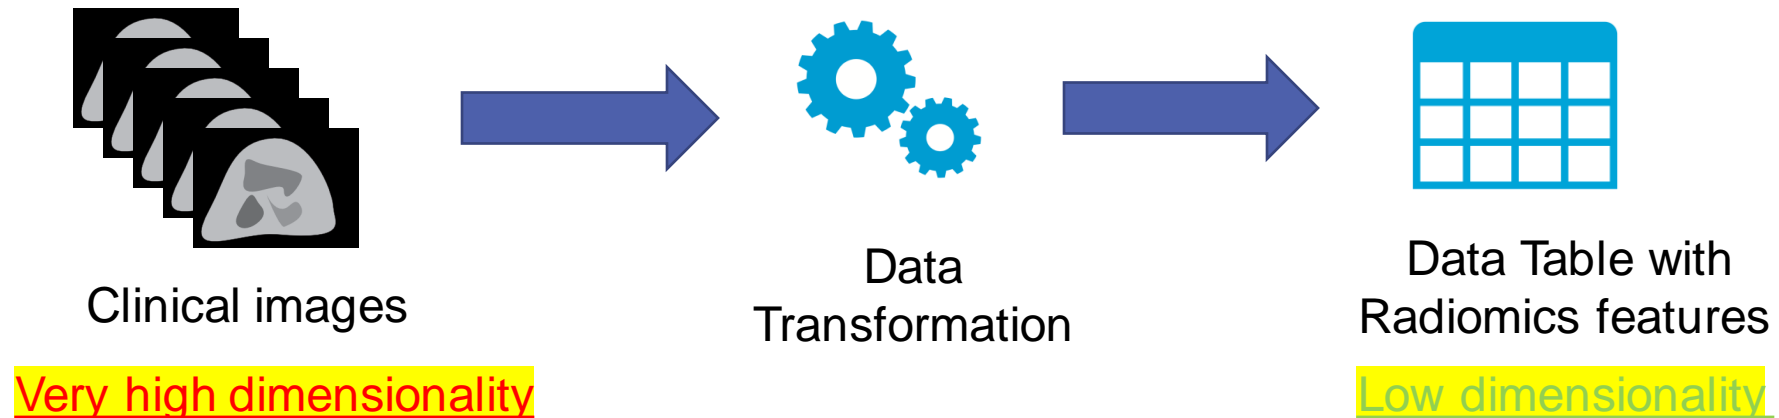 Clinical images
Very high dimensionality
Data
Transformation
Data Table with
Radiomics features
Low dimensionality